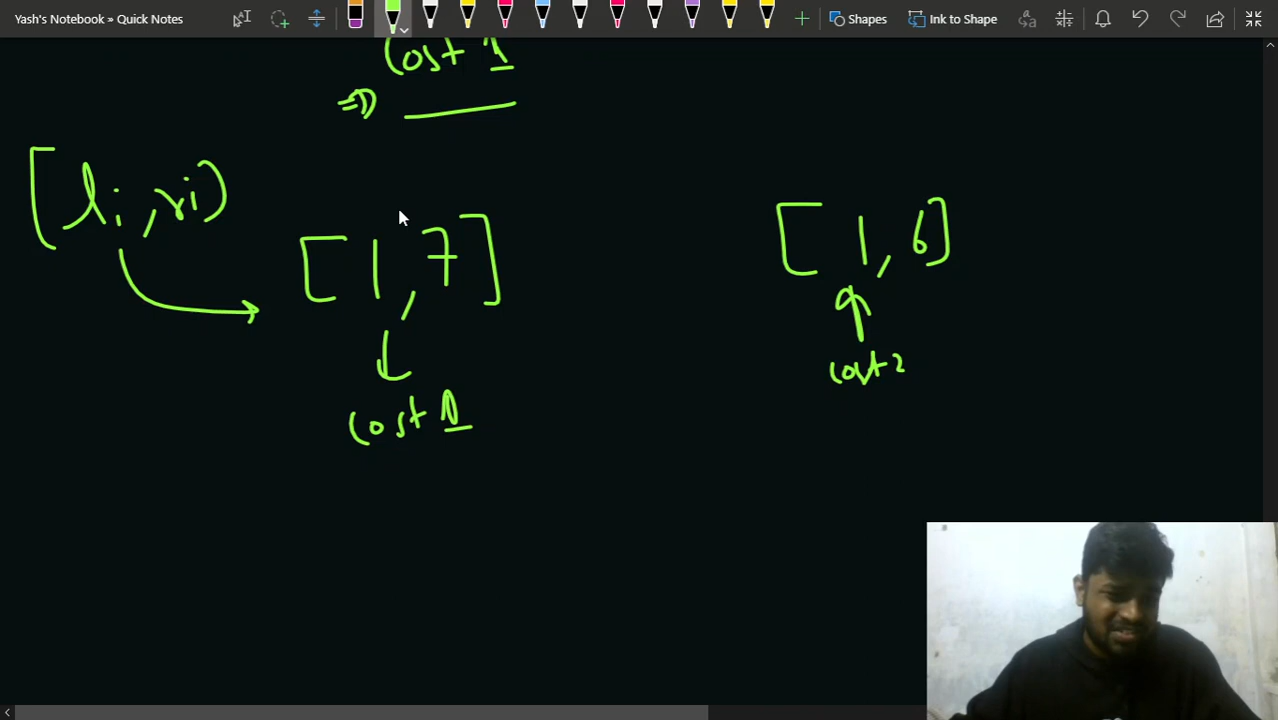 Yash's Notebook » Quick Notes
Shapes
Ink to Shape
Cost 1
⇒
[li, ri)
[1, 7]
[1, 6]
cost 2
Cost 1